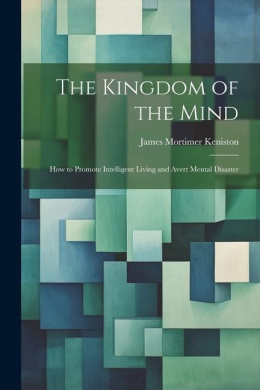 The Kingdom of
the Mind
James Mortimer Keniston
How to Promote Intelligent Living and Avert Mental Disaster